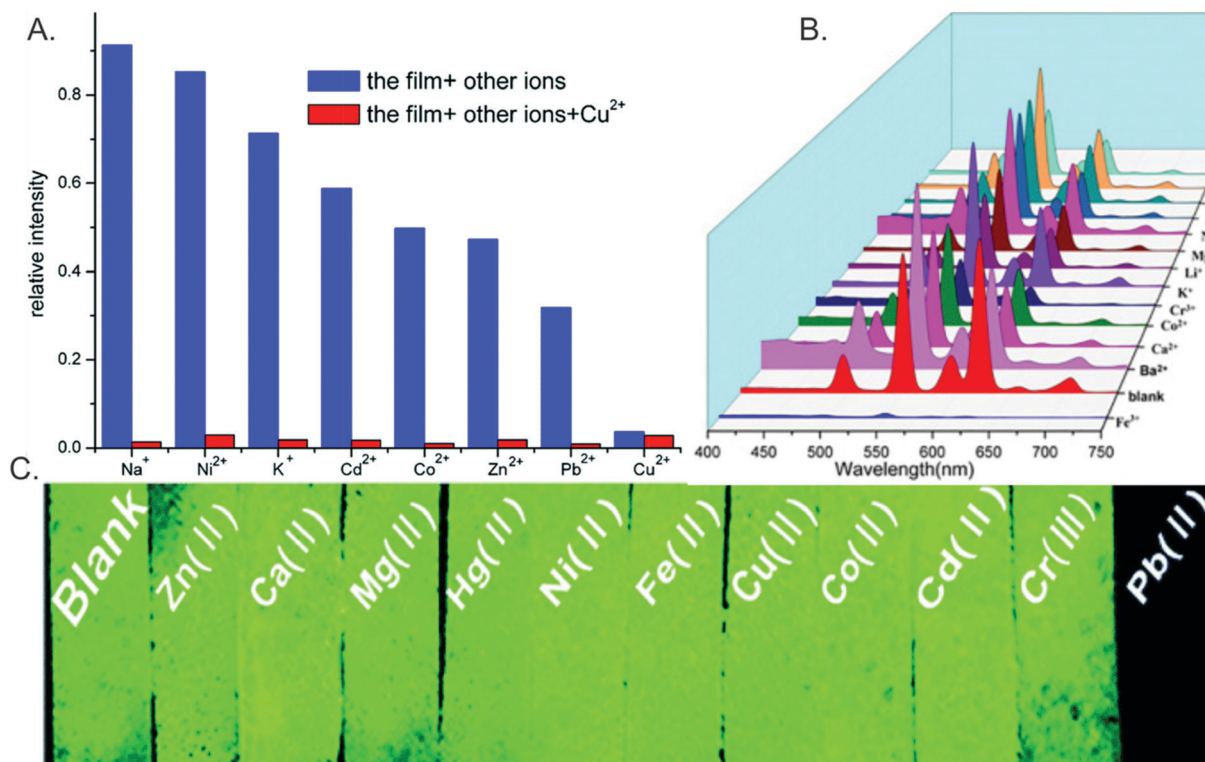 A.
relative intensity
0.8
0.6
0.4
0.2
0.0
the film+ other ions
the film+ other ions+Cu²⁺
Na⁺ Ni²⁺ K⁺ Cd²⁺ Co²⁺ Zn²⁺ Pb²⁺ Cu²⁺
B.
Li⁺
K⁺
Cr³⁺
Co²⁺
Ca²⁺
Ba²⁺
blank
Fe³⁺
400 450 500 550 600 650 700 750
Wavelength(nm)
C.
Blank Zn(II) Ca(II) Mg(II) Hg(II) Ni(II) Fe(II) Cu(II) Co(II) Cd(II) Cr(III) Pb(II)